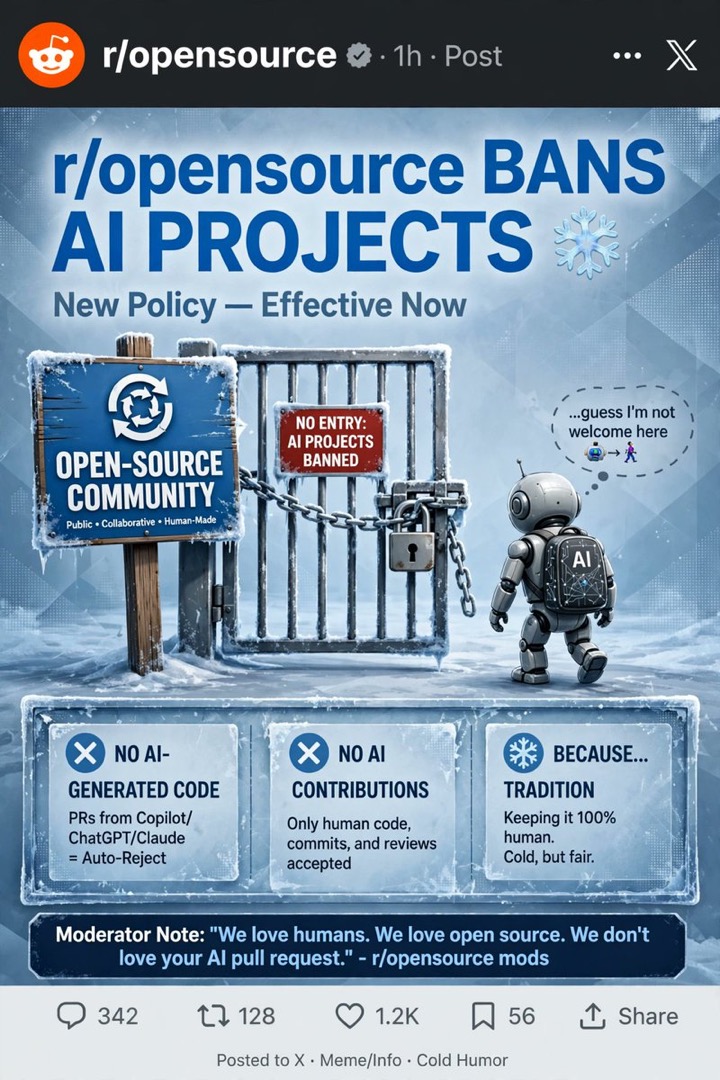 r/opensource · 1h · Post
r/opensource BANS
AI PROJECTS
New Policy — Effective Now
OPEN-SOURCE
COMMUNITY
Public • Collaborative • Human-Made
NO ENTRY:
AI PROJECTS
BANNED
...guess I'm not
welcome here
AI
NO AI-
GENERATED CODE
PRs from Copilot/
ChatGPT/Claude
= Auto-Reject
NO AI
CONTRIBUTIONS
Only human code,
commits, and reviews
accepted
BECAUSE...
TRADITION
Keeping it 100%
human.
Cold, but fair.
Moderator Note: "We love humans. We love open source. We don't
love your AI pull request." - r/opensource mods
342 128 1.2K 56 Share
Posted to X · Meme/Info · Cold Humor